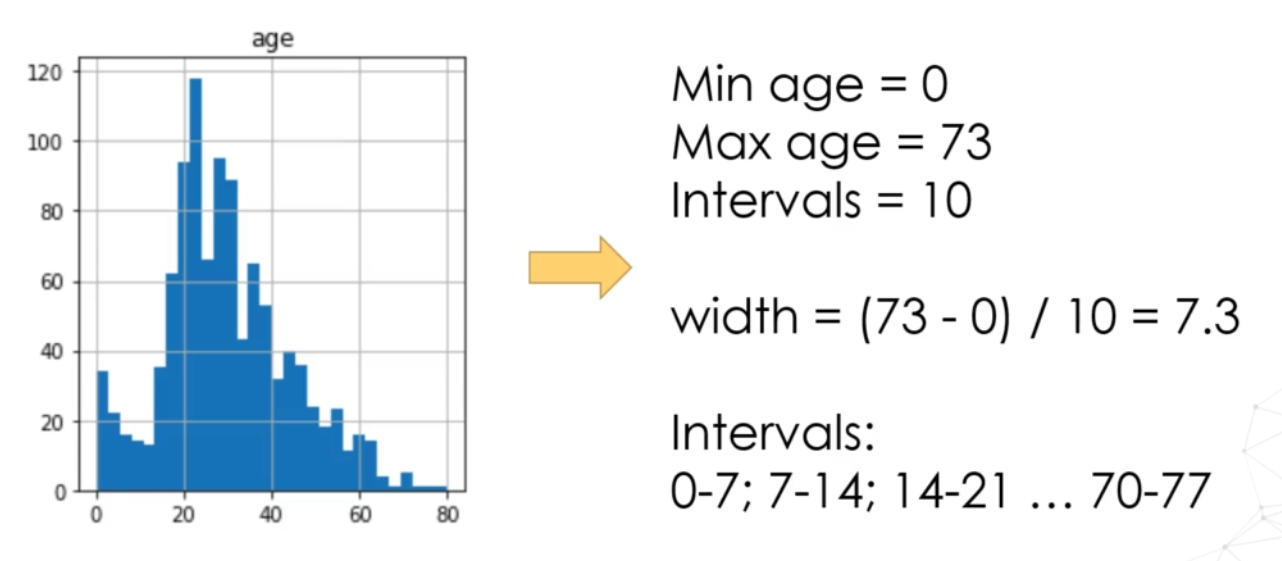 age
120
100
80
60
40
20
0
0 20 40 60 80
Min age = 0
Max age = 73
Intervals = 10
width = (73 - 0) / 10 = 7.3
Intervals:
0-7; 7-14; 14-21 ... 70-77